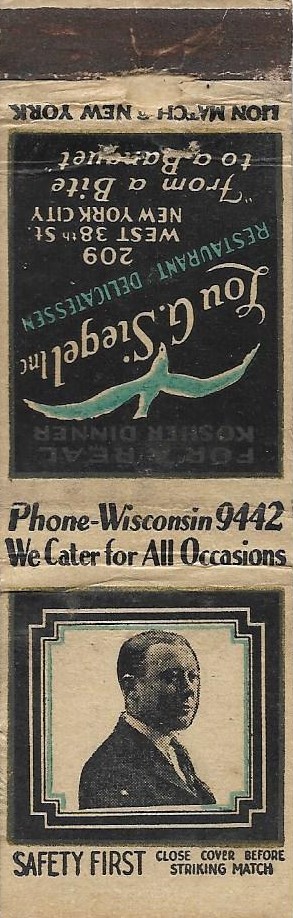 LION MATCH NEW YORK
FOR A REAL
KOSHER DINNER
Lou G. Siegel Inc
RESTAURANT DELICATESSEN
209
WEST 38th St.
NEW YORK CITY
"From a Bite
to a Banquet"
Phone-Wisconsin 9442
We Cater for All Occasions
SAFETY FIRST CLOSE COVER BEFORE
STRIKING MATCH